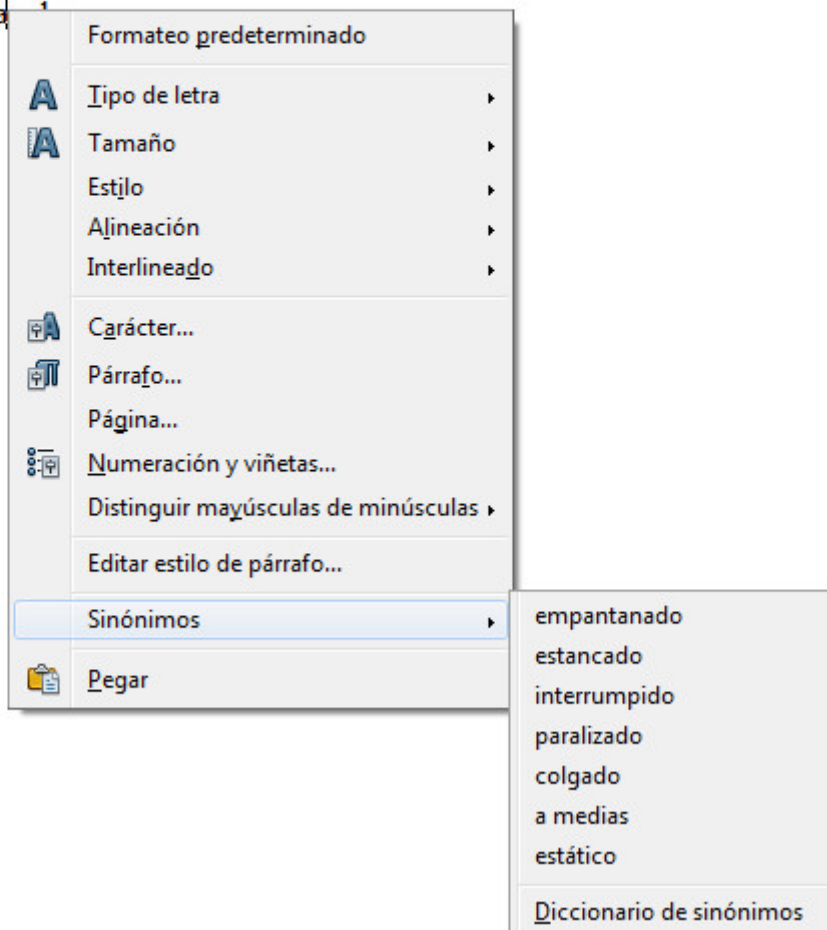 Formateo predeterminado
Tipo de letra
Tamaño
Estilo
Alineación
Interlineado
Carácter...
Párrafo...
Página...
Numeración y viñetas...
Distinguir mayúsculas de minúsculas
Editar estilo de párrafo...
Sinónimos
Pegar
empantanado
estancado
interrumpido
paralizado
colgado
a medias
estático
Diccionario de sinónimos